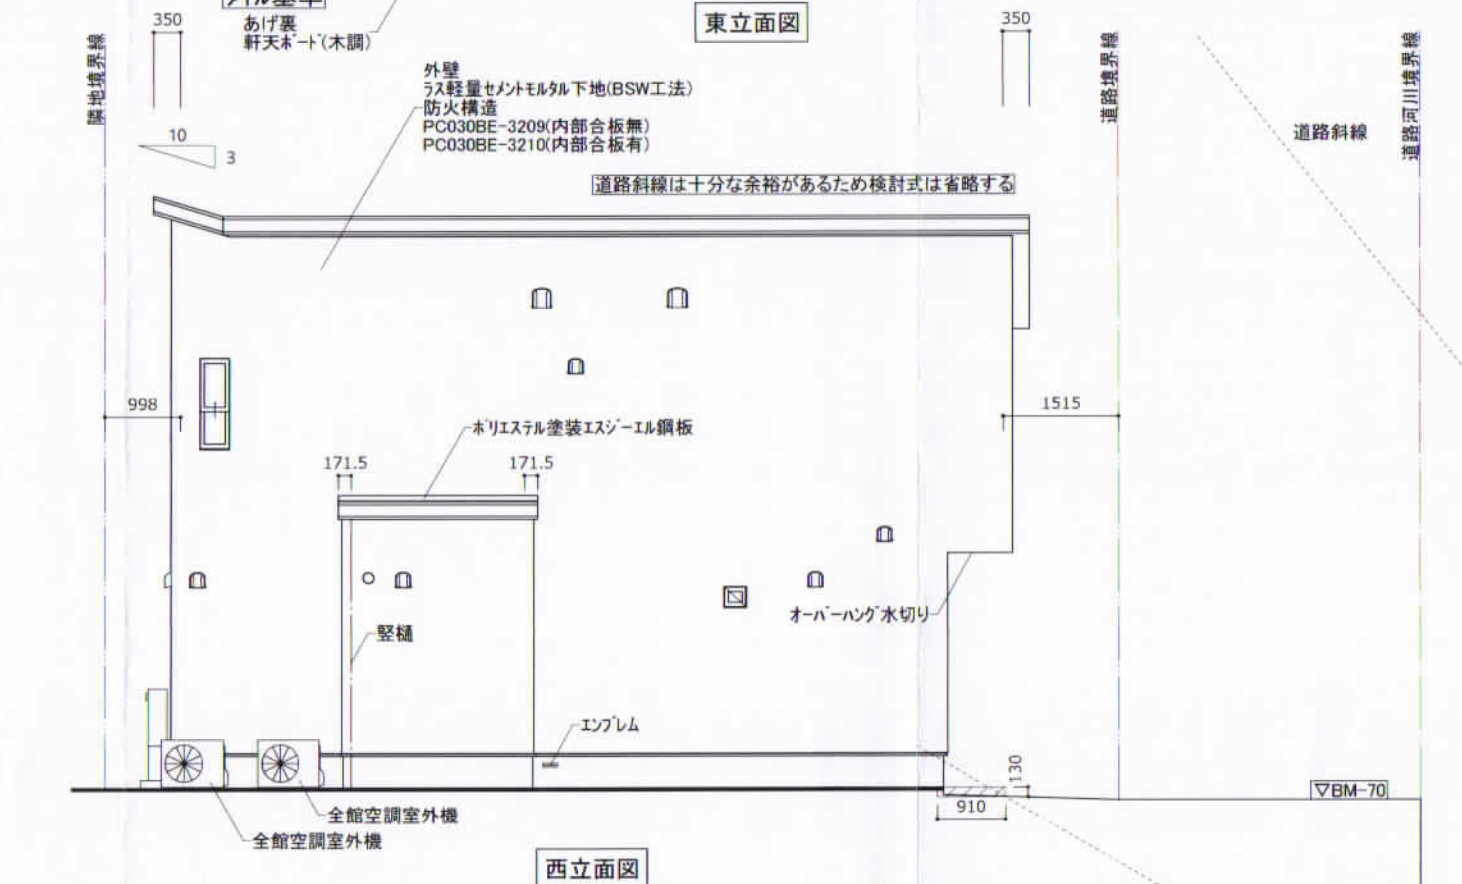 東立面図
350
あげ裏
軒天ボード(木調)
350
隣地境界線
道路境界線
道路河川境界線
外壁
ラス軽量セメントモルタル下地(BSW工法)
防火構造
PC030BE-3209(内部合板無)
PC030BE-3210(内部合板有)
10
3
道路斜線
道路斜線は十分な余裕があるため検討式は省略する
998
1515
ポリエステル塗装エスジーエル鋼板
171.5
171.5
オーバーハング水切り
竪樋
エンブレム
130
▽BM-70
910
全館空調室外機
全館空調室外機
西立面図